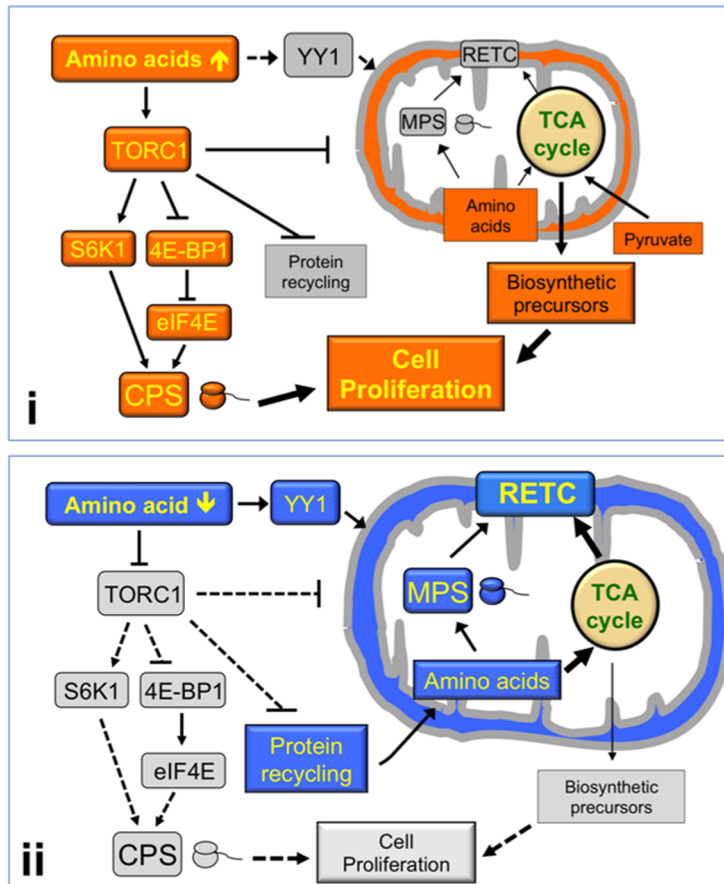 Amino acids
YY1
RETC
MPS
TCA
cycle
TORC1
Amino
acids
S6K1
4E-BP1
Protein
recycling
Pyruvate
Biosynthetic
precursors
eIF4E
Cell
Proliferation
CPS
i
Amino acid
YY1
RETC
MPS
TCA
cycle
TORC1
Amino acids
S6K1
4E-BP1
Protein
recycling
eIF4E
Biosynthetic
precursors
CPS
Cell
Proliferation
ii